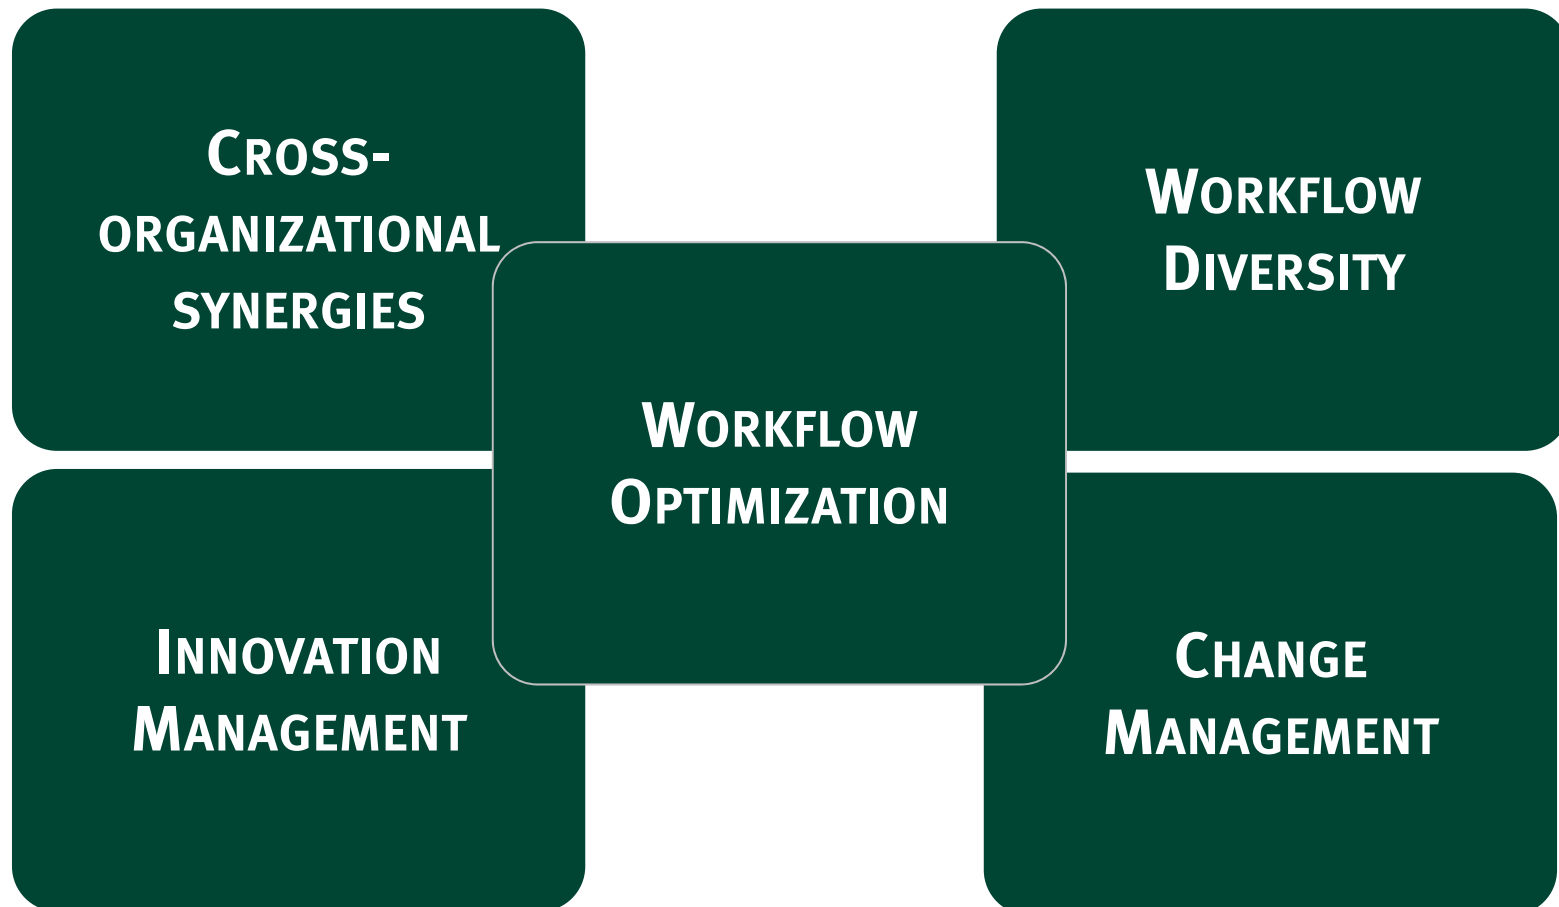 Cross-
organizational
synergies
Workflow
Diversity
Workflow
Optimization
Innovation
Management
Change
Management